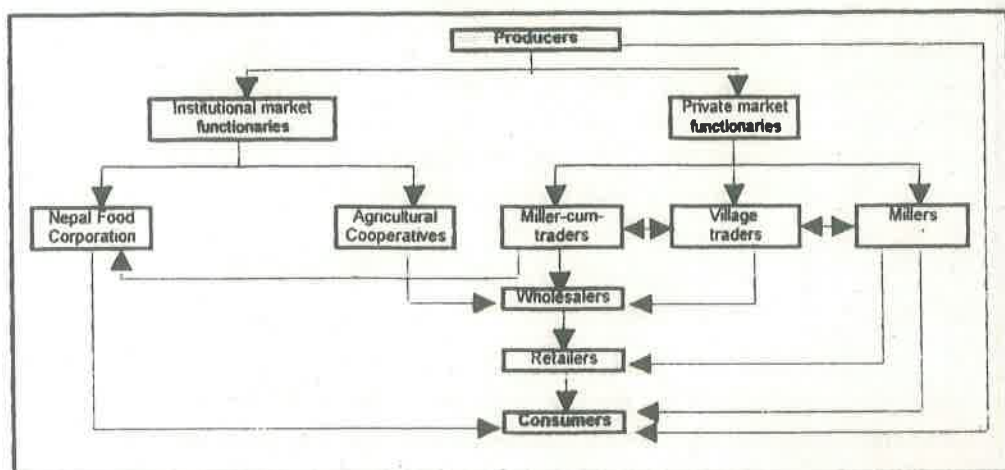 Producers
Institutional market
functionaries
Private market
functionaries
Nepal Food
Corporation
Agricultural
Cooperatives
Miller-cum-
traders
Village
traders
Millers
Wholesalers
Retailers
Consumers